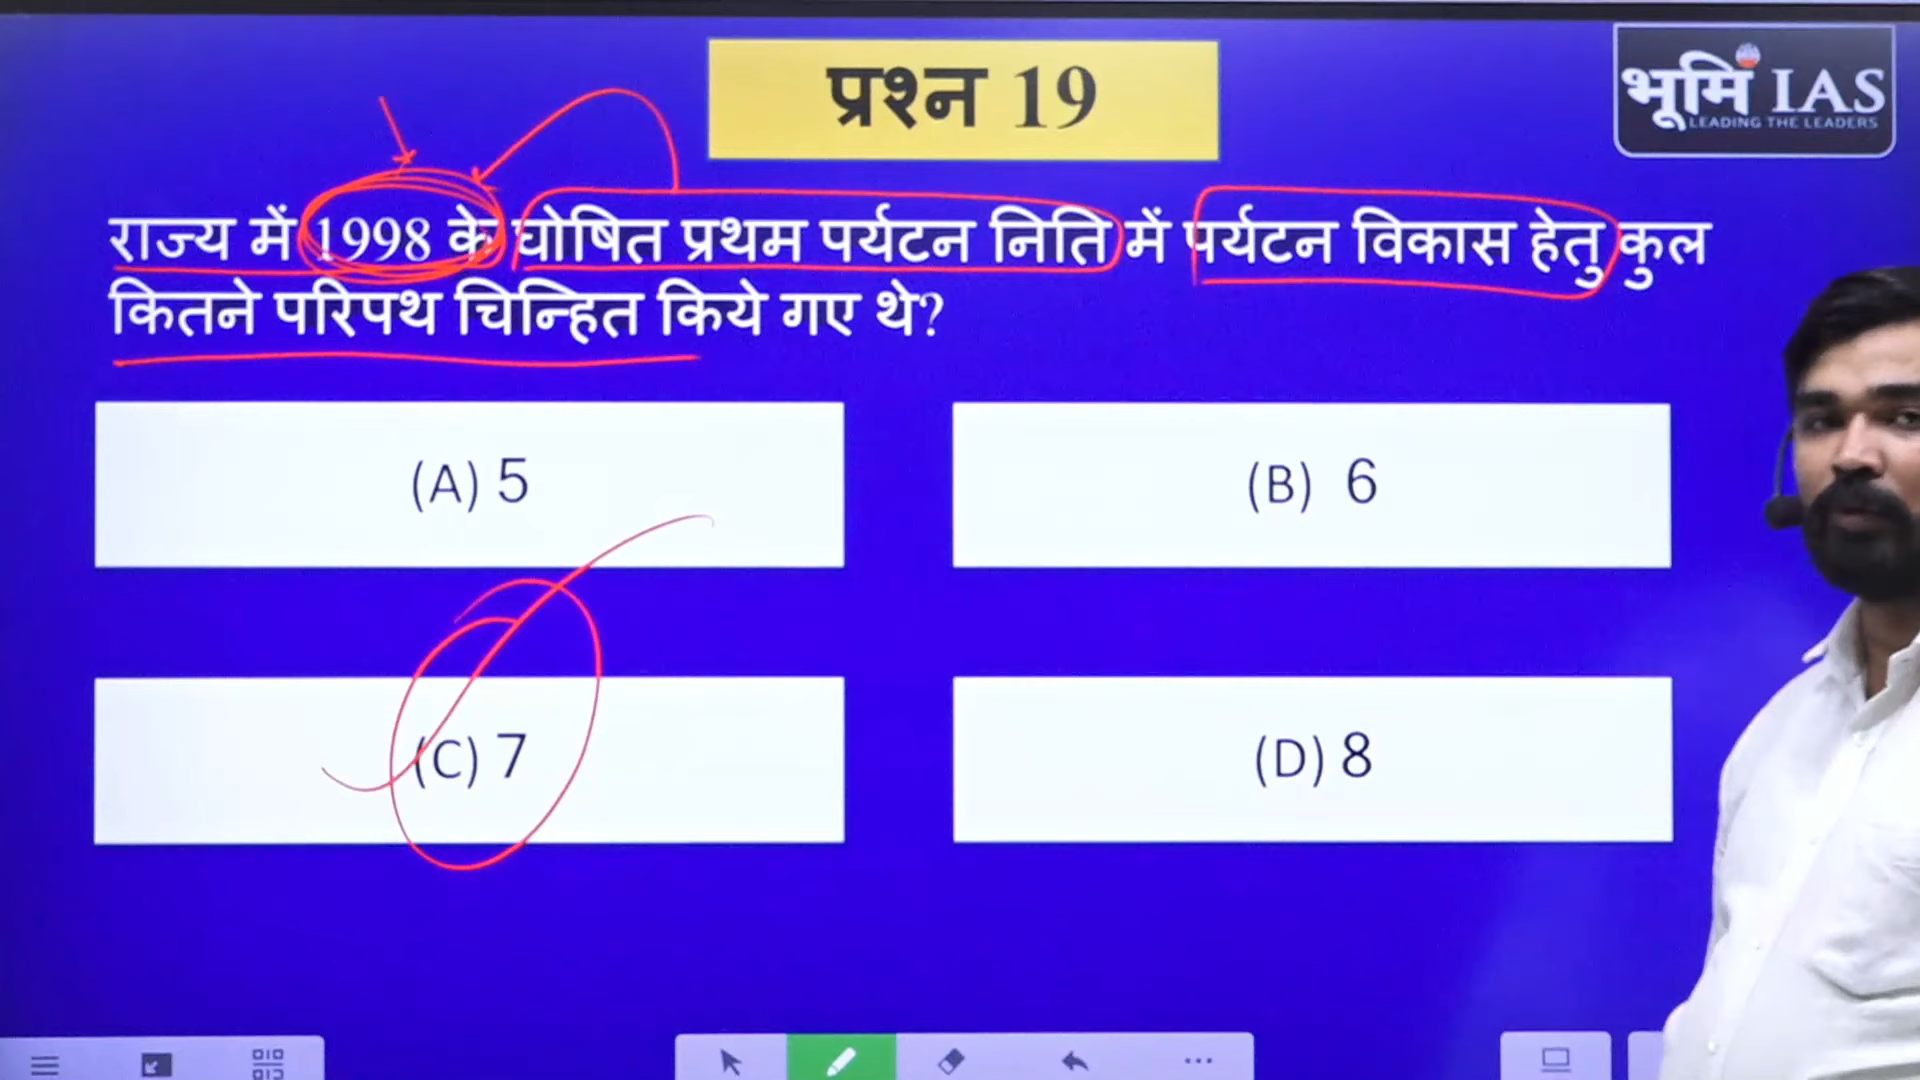 प्रश्न 19
भूमि IAS
LEADING THE LEADERS
राज्य में 1998 के घोषित प्रथम पर्यटन निति में पर्यटन विकास हेतु कुल
कितने परिपथ चिन्हित किये गए थे?
(A) 5
(B) 6
(C) 7
(D) 8